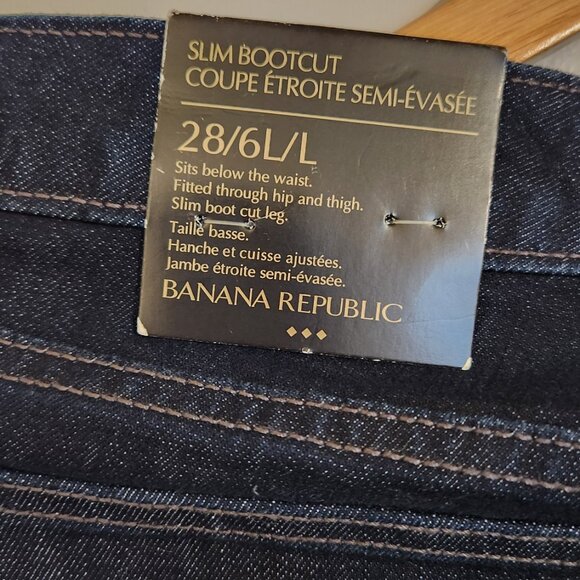 SLIM BOOTCUT
COUPE ÉTROITE SEMI-ÉVASÉE
28/6L/L
Sits below the waist.
Fitted through hip and thigh.
Slim boot cut leg.
Taille basse.
Hanche et cuisse ajustées.
Jambe étroite semi-évasée.
BANANA REPUBLIC